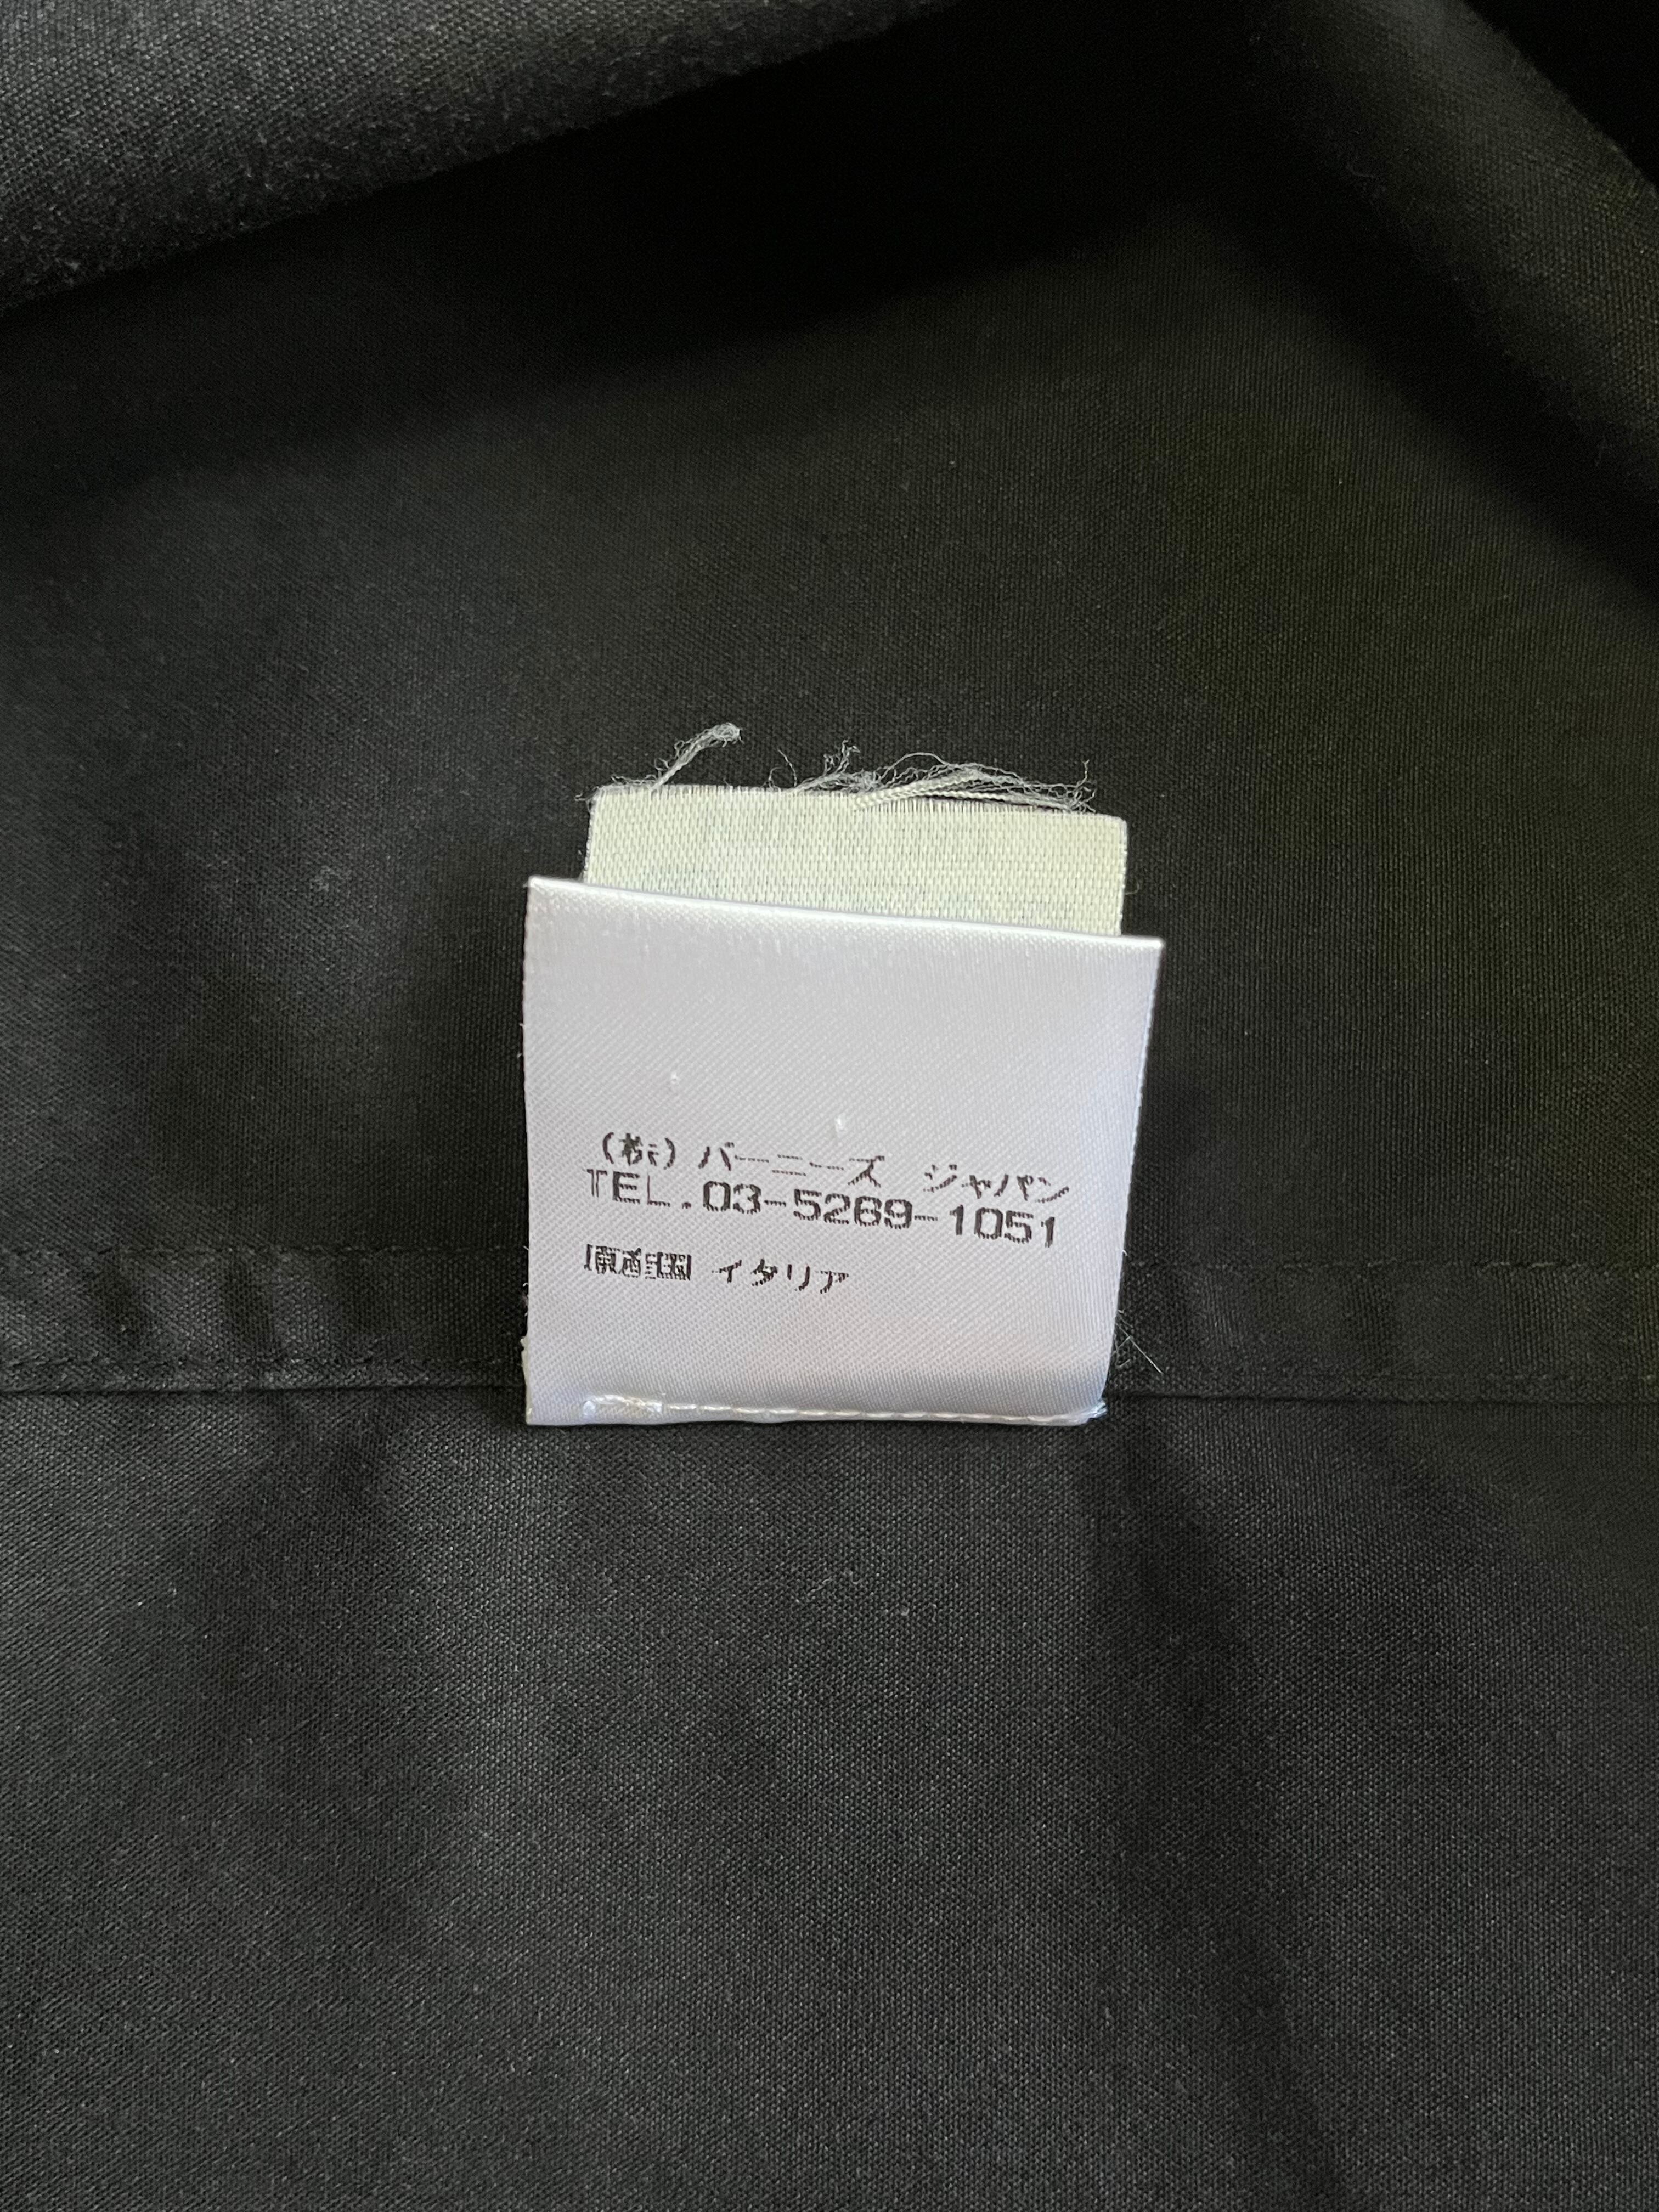 (株) バーニーズ ジャパン
TEL.03-5269-1051
原産国 イタリア